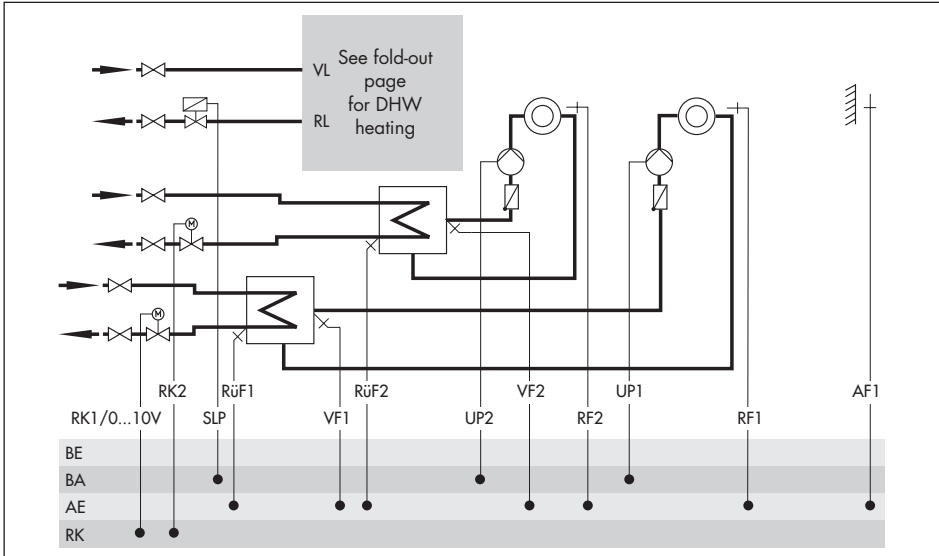 VL
See fold-out
page
for DHW
heating
RL
M
M
RK2 RüF1 RüF2 VF2 UP1 AF1
RK1/0...10V SLP VF1 UP2 RF2 RF1
BE
BA
AE
RK